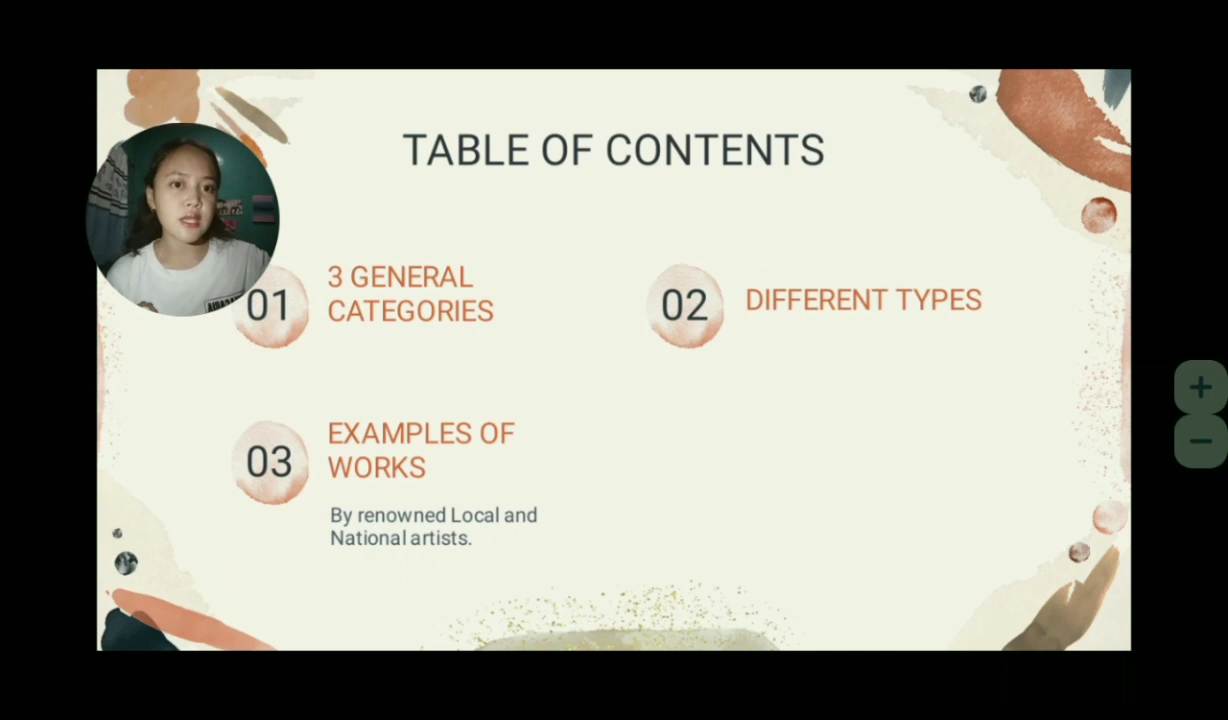 TABLE OF CONTENTS
01
3 GENERAL
CATEGORIES
02
DIFFERENT TYPES
03
EXAMPLES OF
WORKS
By renowned Local and
National artists.